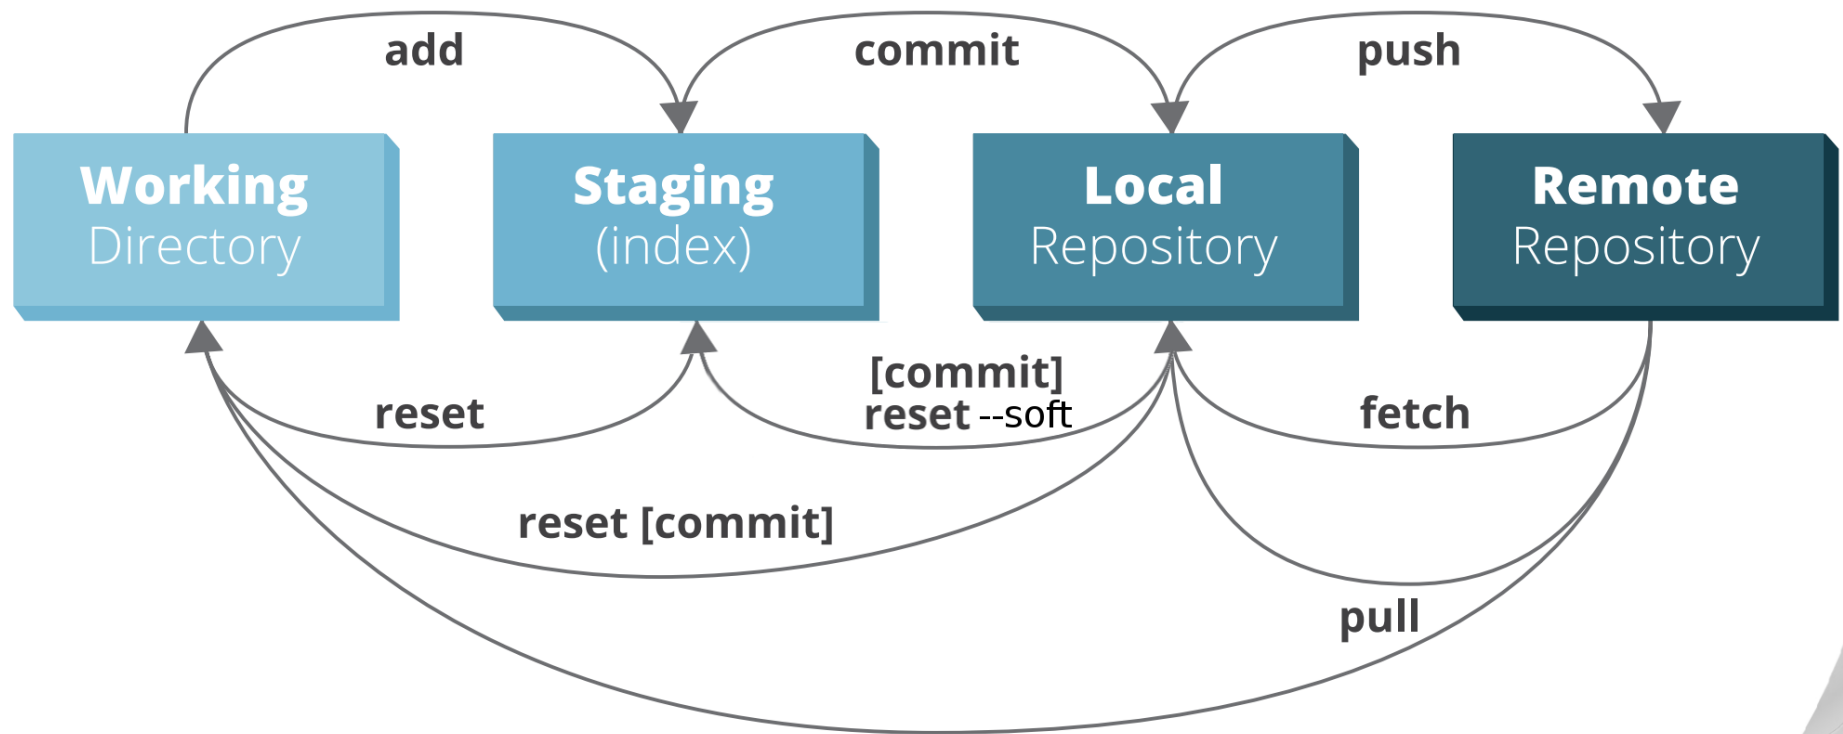 add
commit
push
Working
Directory
Staging
(index)
Local
Repository
Remote
Repository
reset
[commit]
reset --soft
fetch
reset [commit]
pull